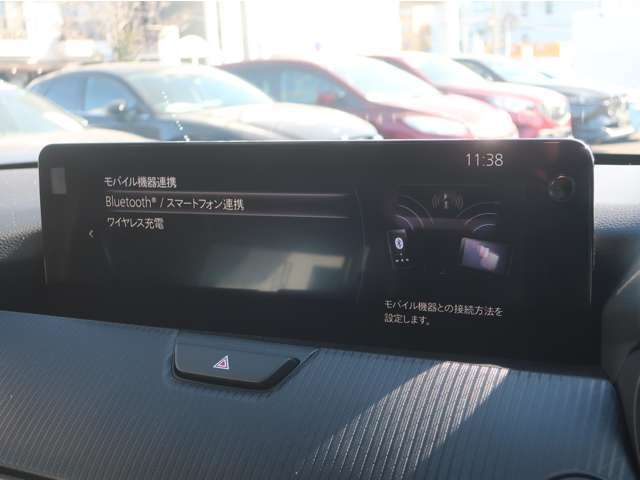 11:38
モバイル機器連携
Bluetooth® / スマートフォン連携
ワイヤレス充電
モバイル機器との接続方法を
設定します。